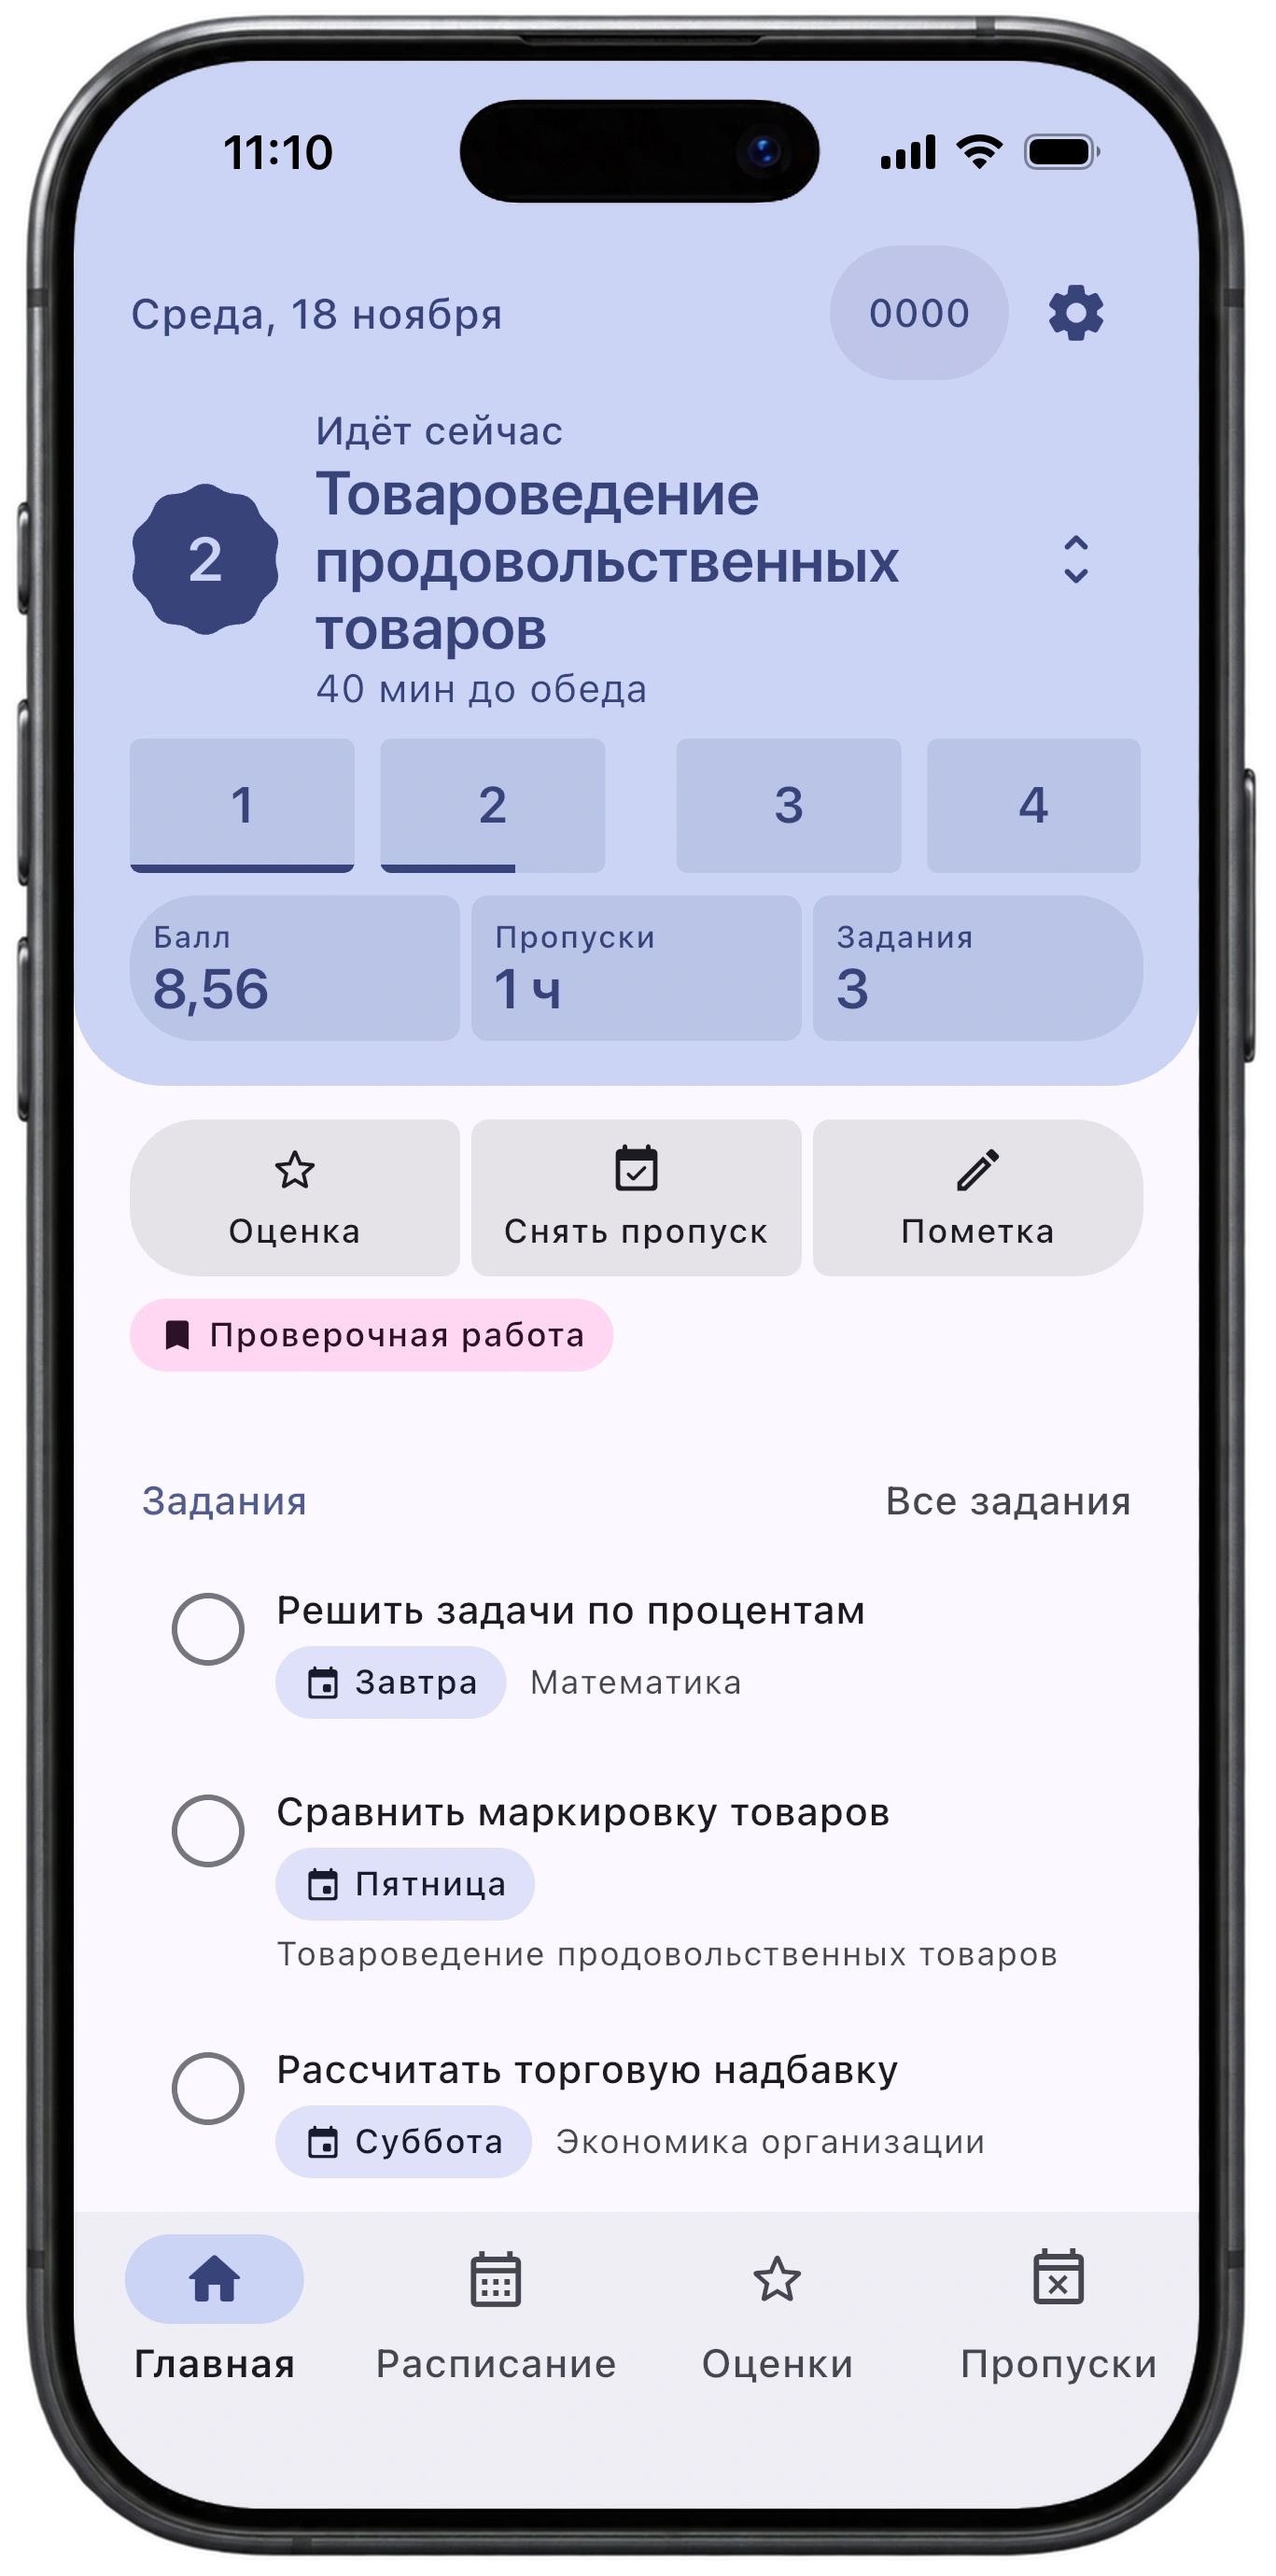 11:10
Среда, 18 ноября
0000
Идёт сейчас
2
Товароведение
продовольственных
товаров
40 мин до обеда
1
2
3
4
Балл
8,56
Пропуски
1 ч
Задания
3
Оценка
Снять пропуск
Пометка
Проверочная работа
Задания
Все задания
Решить задачи по процентам
Завтра
Математика
Сравнить маркировку товаров
Пятница
Товароведение продовольственных товаров
Рассчитать торговую надбавку
Суббота
Экономика организации
Главная
Расписание
Оценки
Пропуски